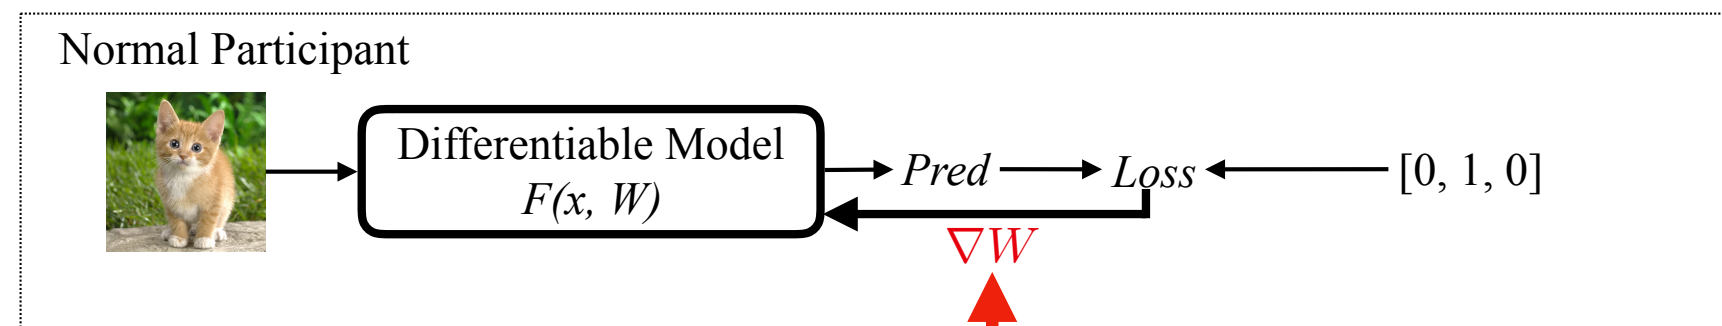 Normal Participant
Differentiable Model
F(x, W)
Pred
Loss
[0, 1, 0]
∇W